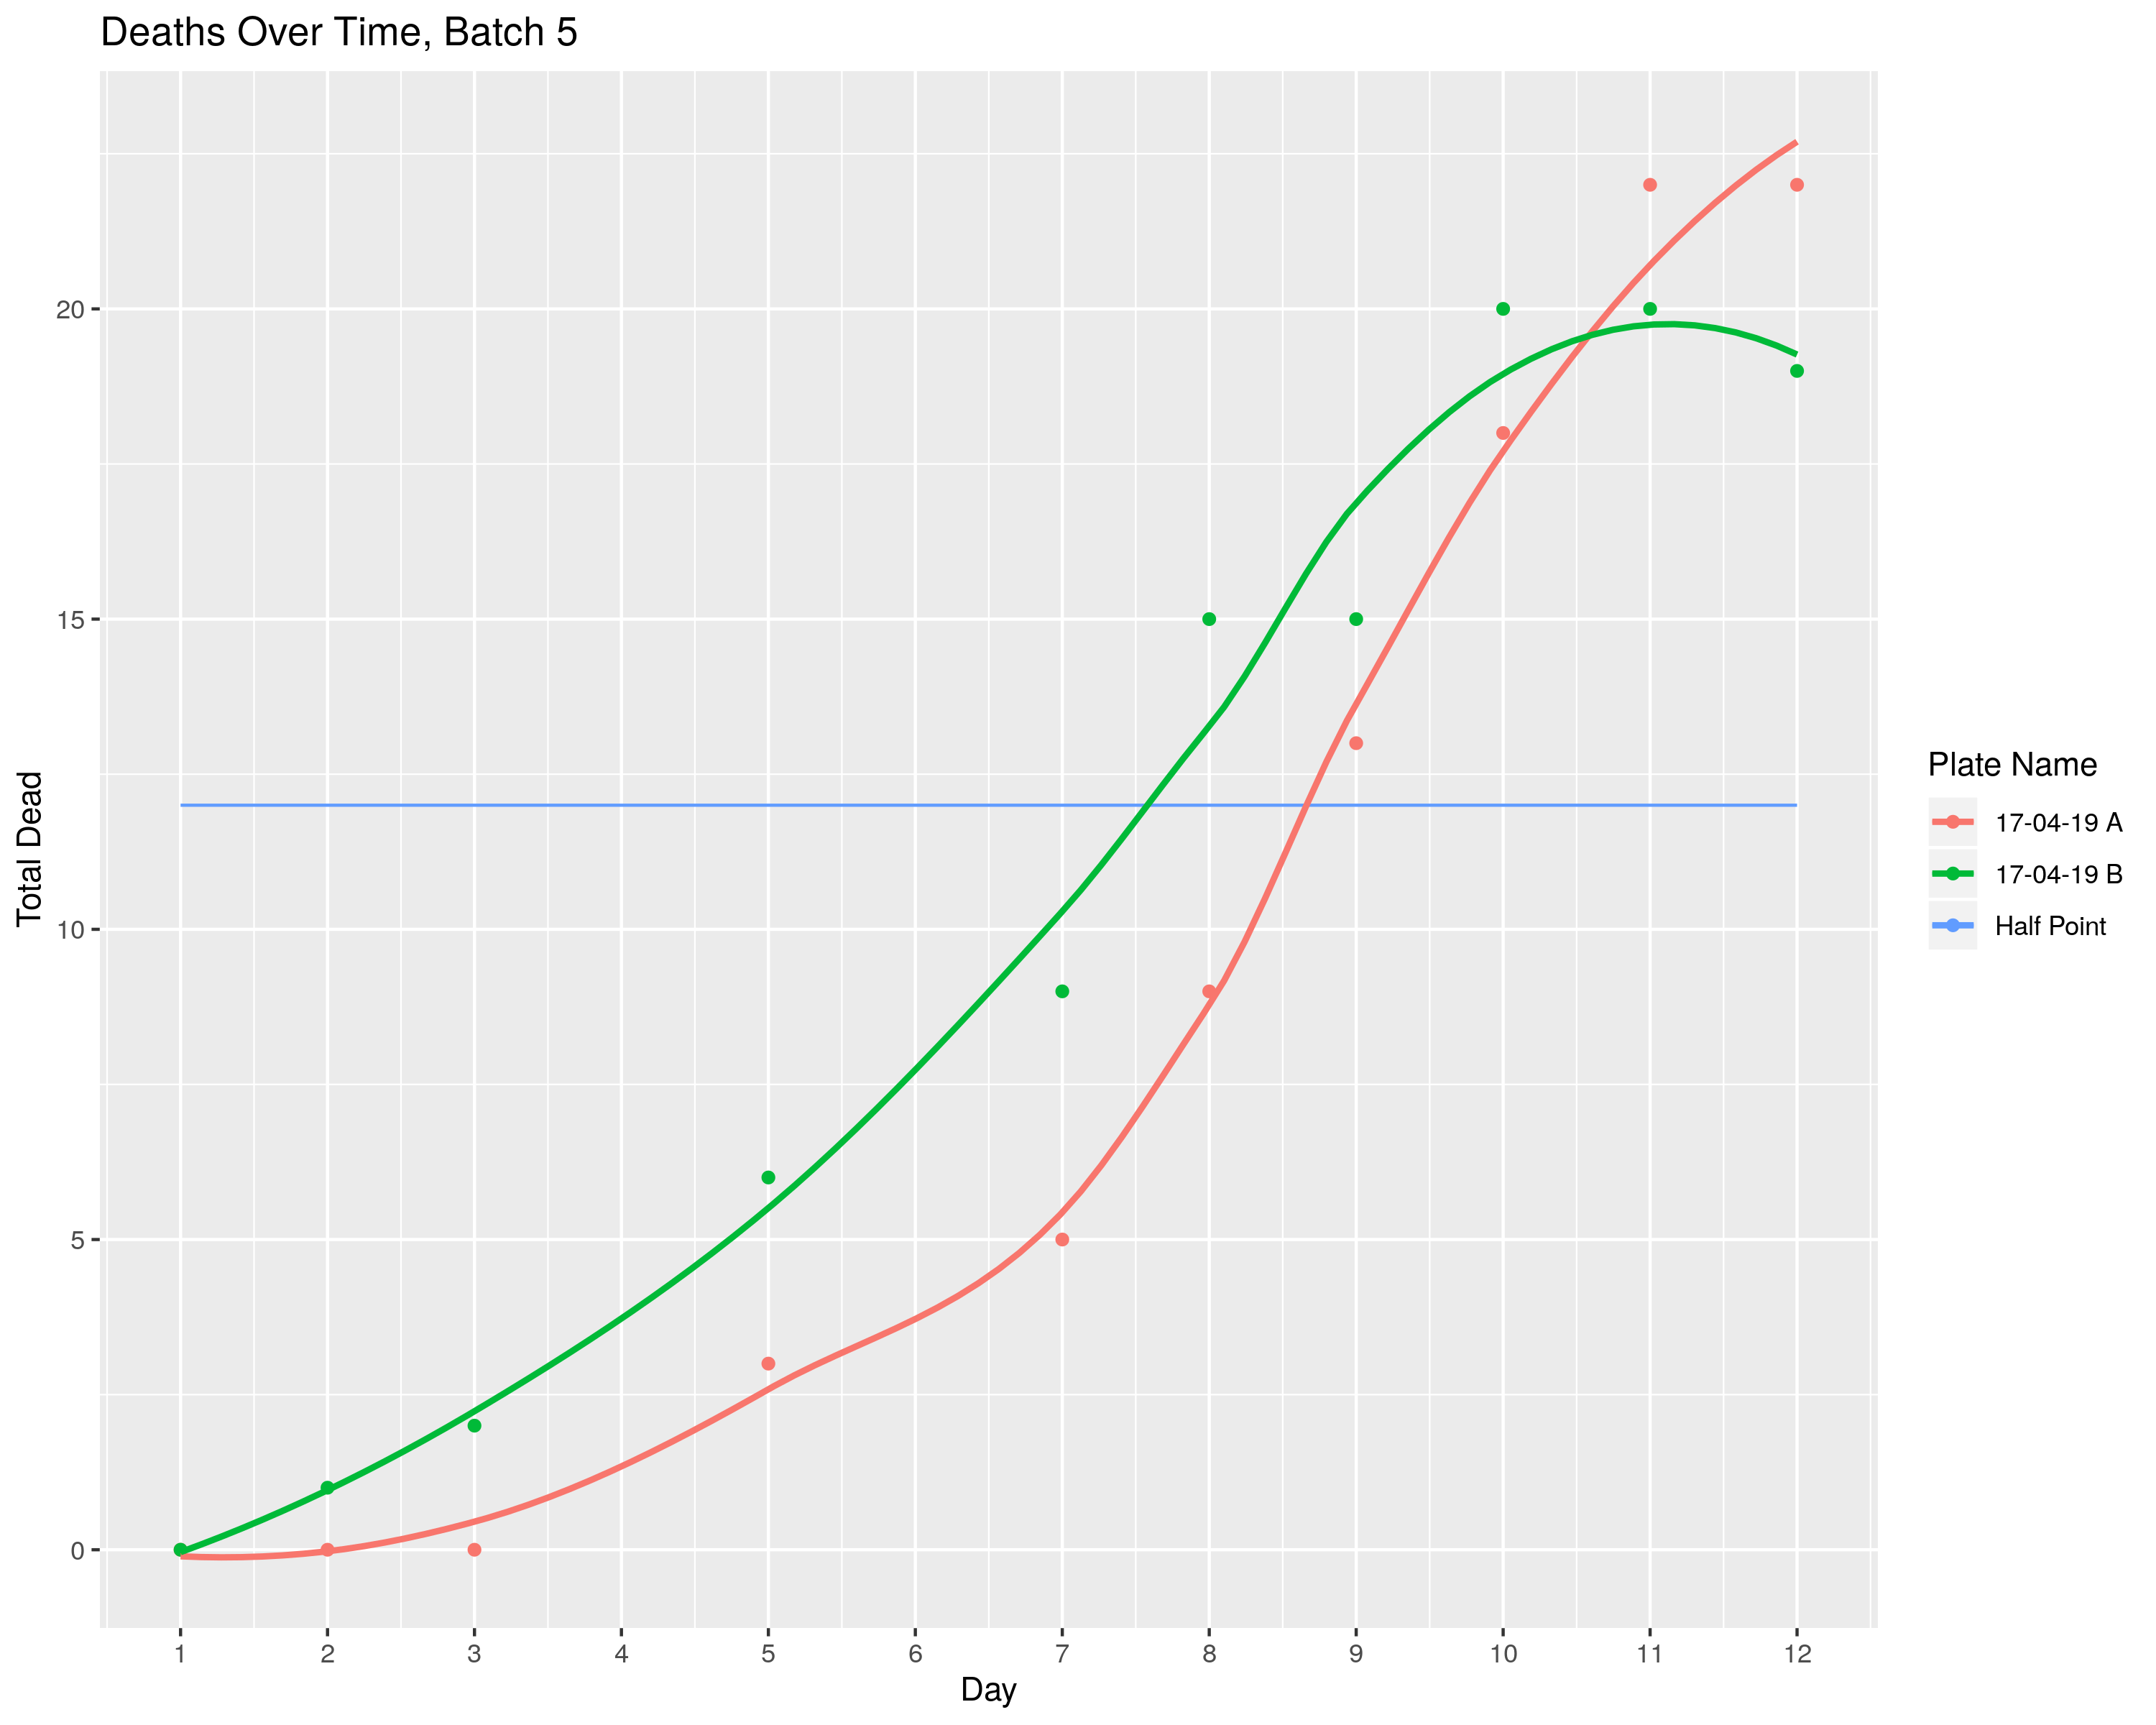 Deaths Over Time, Batch 5
Total Dead
20
15
10
5
0
1 2 3 4 5 6 7 8 9 10 11 12
Day
Plate Name
17-04-19 A
17-04-19 B
Half Point